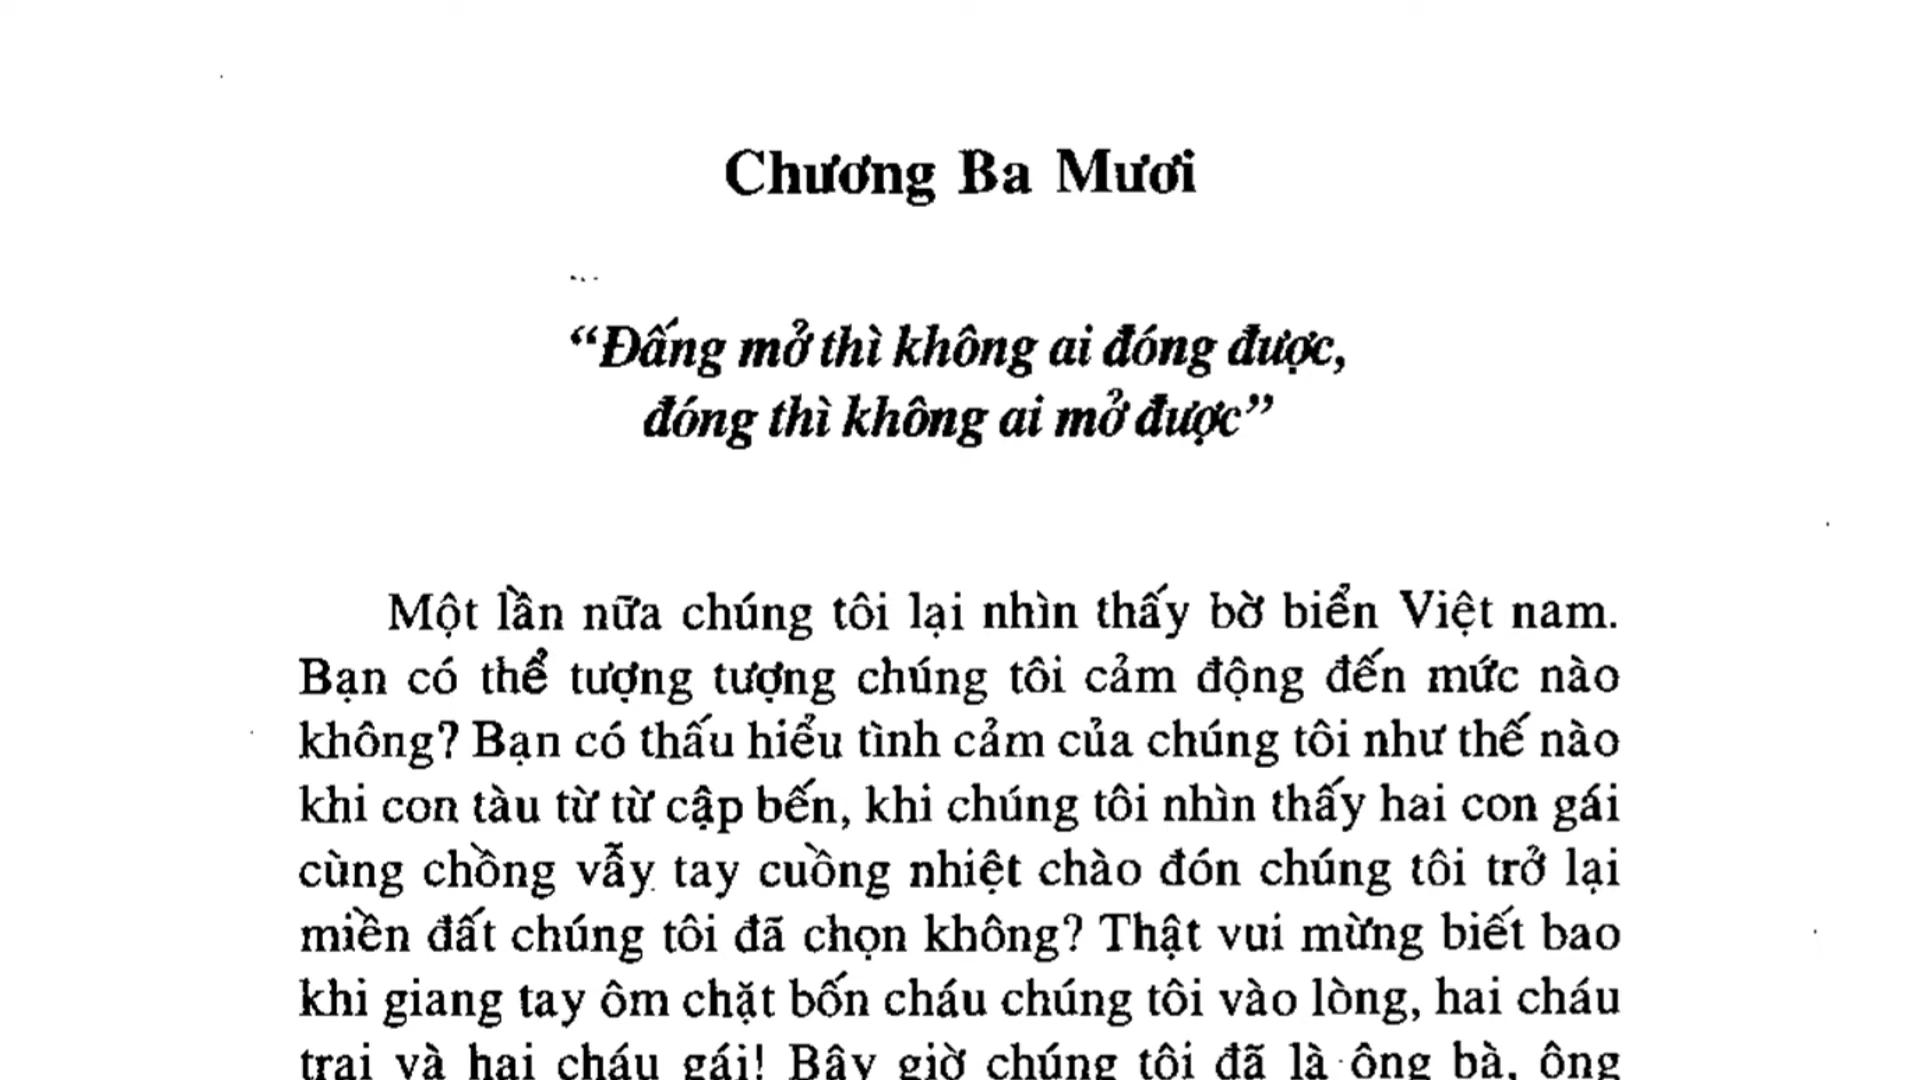 Chương Ba Mươi
“Đấng mở thì không ai đóng được,
đóng thì không ai mở được”
Một lần nữa chúng tôi lại nhìn thấy bờ biển Việt nam.
Bạn có thể tượng tượng chúng tôi cảm động đến mức nào
không? Bạn có thấu hiểu tình cảm của chúng tôi như thế nào
khi con tàu từ từ cập bến, khi chúng tôi nhìn thấy hai con gái
cùng chồng vẫy tay cuồng nhiệt chào đón chúng tôi trở lại
miền đất chúng tôi đã chọn không? Thật vui mừng biết bao
khi giang tay ôm chặt bốn cháu chúng tôi vào lòng, hai cháu
trai và hai cháu gái! Bây giờ chúng tôi đã là ông bà, ông